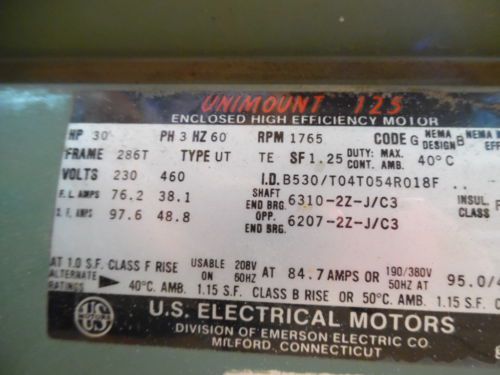 UNIMOUNT 125
ENCLOSED HIGH EFFICIENCY MOTOR
HP 30 PH 3 HZ 60 RPM 1765 CODE G NEMA DESIGN B NEMA
FRAME 286T TYPE UT TE SF 1.25 DUTY: MAX. CONT. AMB. 40°C
VOLTS 230 460 I.D. B530/T04T054R018F
F.L. AMPS 76.2 38.1 SHAFT END BRG. 6310-2Z-J/C3 INSUL. CLASS F
S.F. AMPS 97.6 48.8 OPP. END BRG. 6207-2Z-J/C3
AT 1.0 S.F. CLASS F RISE USABLE ON 208V 60HZ AT 84.7 AMPS OR 190/380V 50HZ AT 95.0/
ALTERNATE RATINGS 40°C. AMB. 1.15 S.F. CLASS B RISE OR 50°C. AMB. 1.15 S.F.
US
MOTORS
U.S. ELECTRICAL MOTORS
DIVISION OF EMERSON ELECTRIC CO.
MILFORD, CONNECTICUT